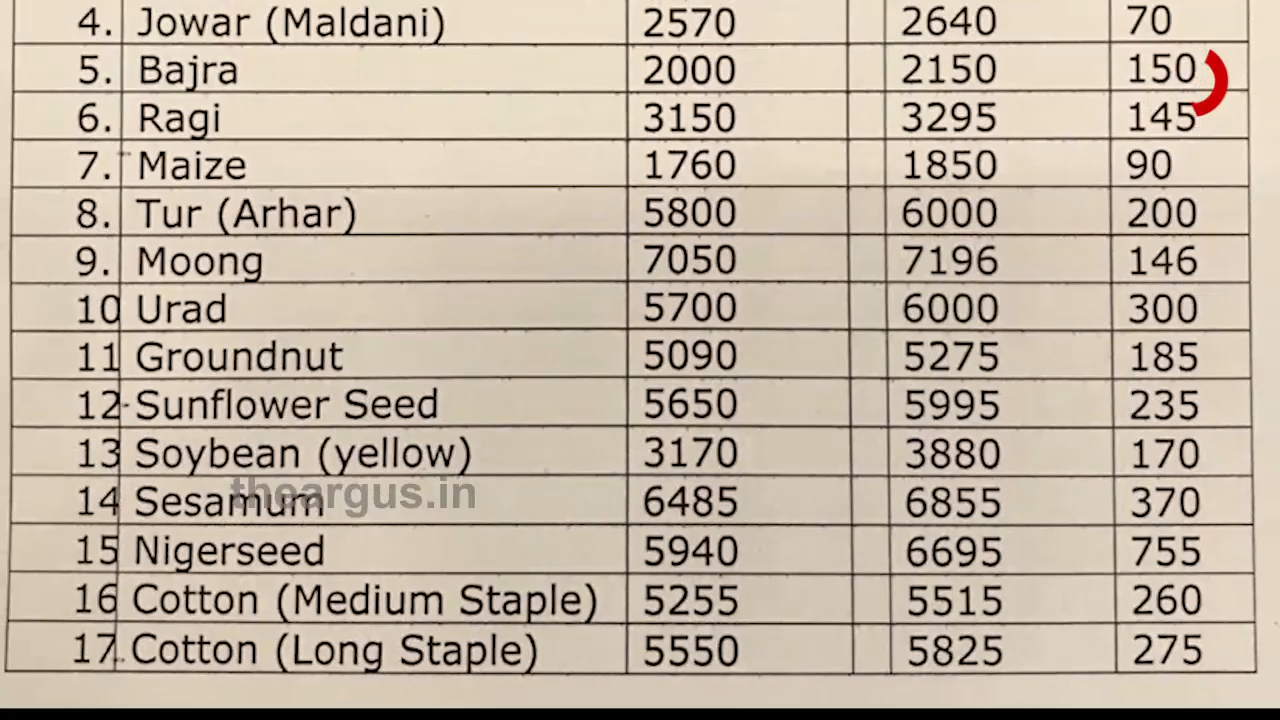 4. Jowar (Maldani) 2570 2640 70
5. Bajra 2000 2150 150
6. Ragi 3150 3295 145
7. Maize 1760 1850 90
8. Tur (Arhar) 5800 6000 200
9. Moong 7050 7196 146
10 Urad 5700 6000 300
11 Groundnut 5090 5275 185
12 Sunflower Seed 5650 5995 235
13 Soybean (yellow) 3170 3880 170
14 Sesamum 6485 6855 370
theargus.in
15 Nigerseed 5940 6695 755
16 Cotton (Medium Staple) 5255 5515 260
17 Cotton (Long Staple) 5550 5825 275